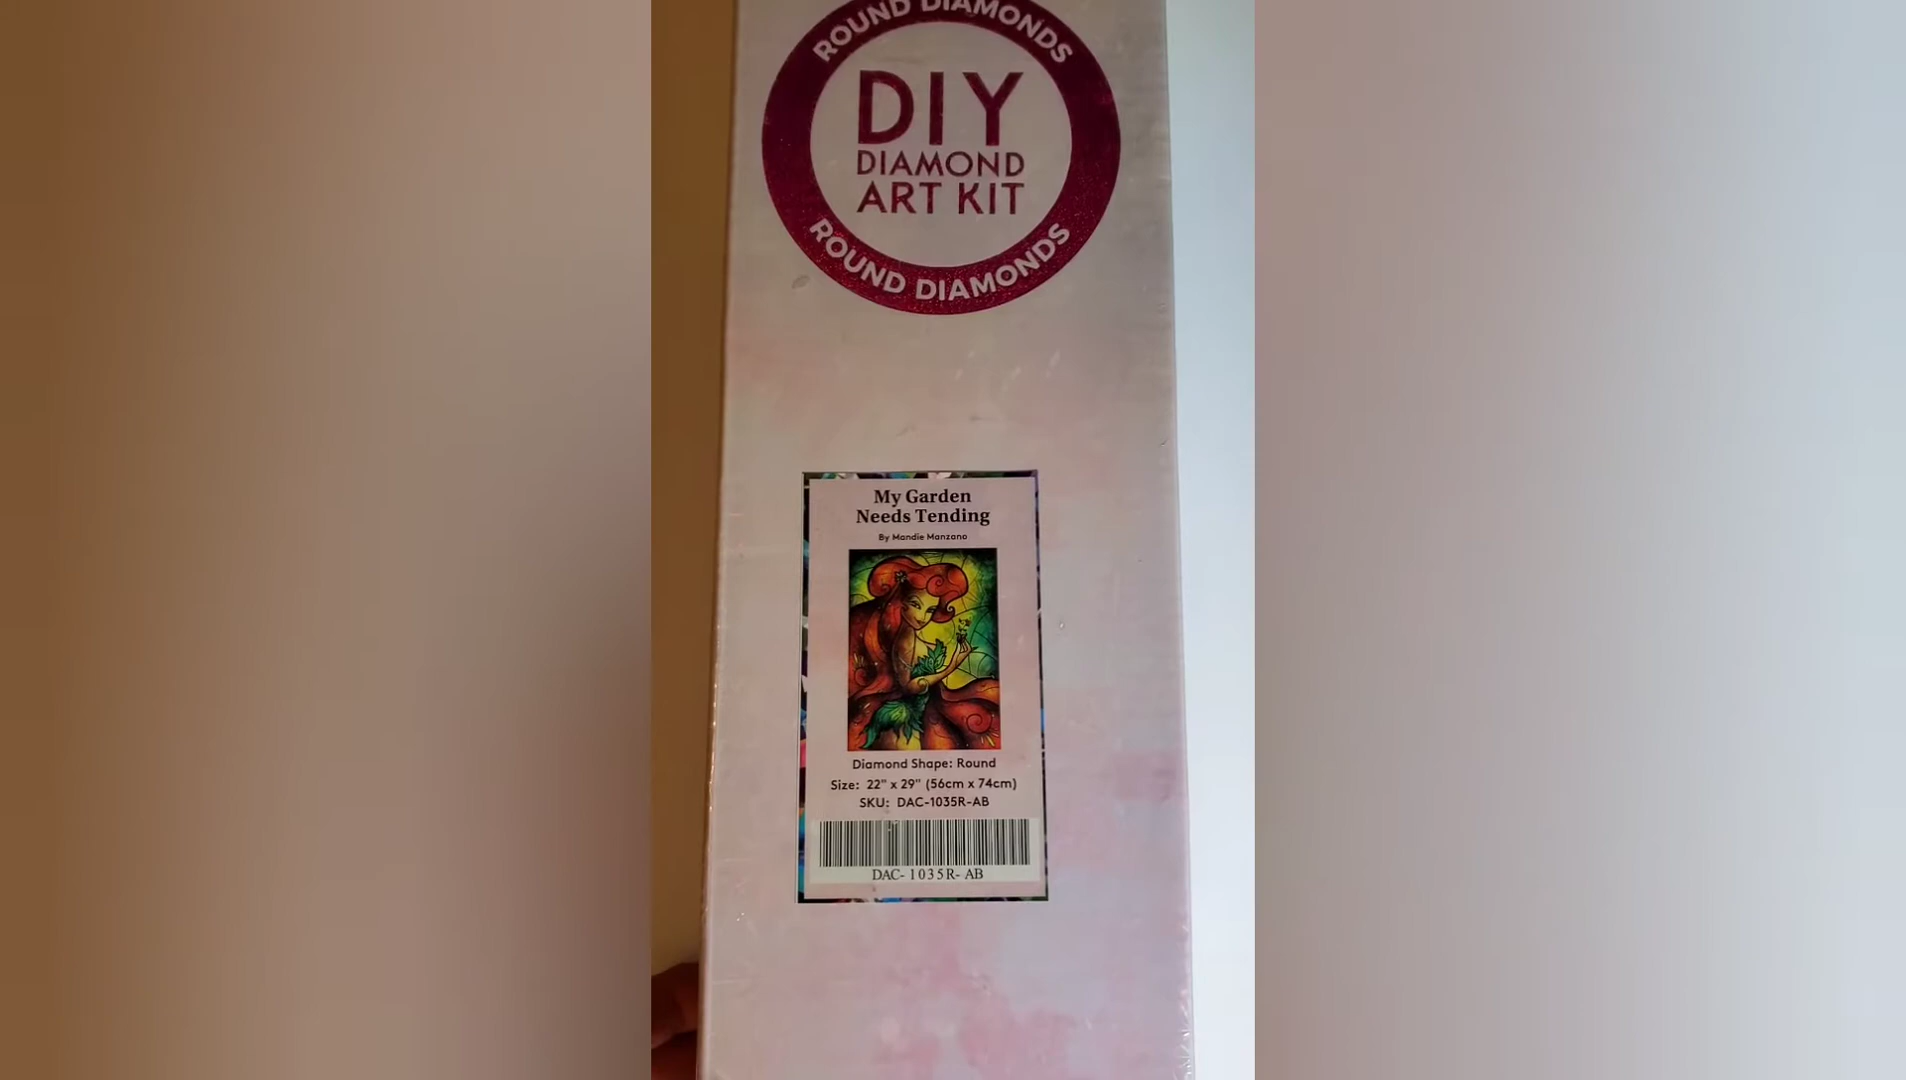 ROUND DIAMONDS
DIY
DIAMOND
ART KIT
ROUND DIAMONDS
My Garden
Needs Tending
By Mandie Manzano
Diamond Shape: Round
Size: 22" x 29" (56cm x 74cm)
SKU: DAC-1035R-AB
DAC- 1035R- AB